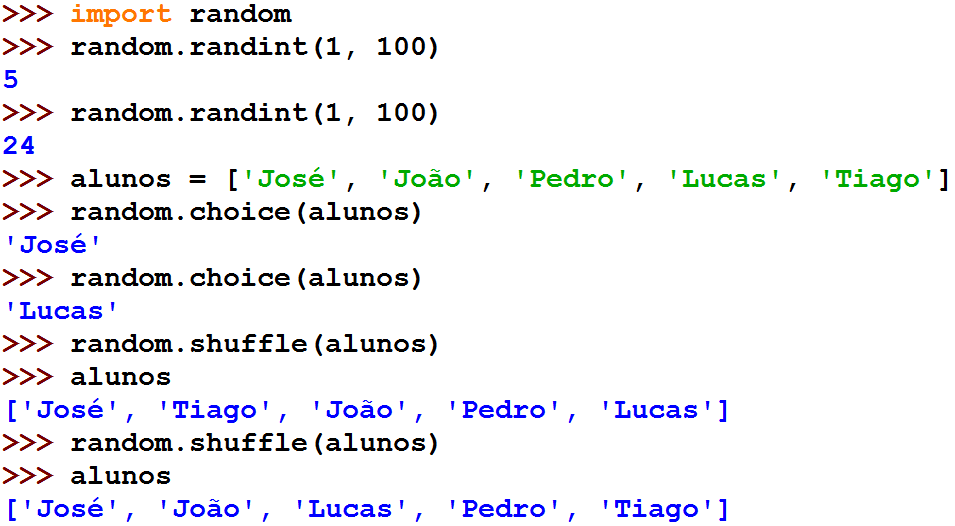 >>> import random
>>> random.randint(1, 100)
5
>>> random.randint(1, 100)
24
>>> alunos = ['José', 'João', 'Pedro', 'Lucas', 'Tiago']
>>> random.choice(alunos)
'José'
>>> random.choice(alunos)
'Lucas'
>>> random.shuffle(alunos)
>>> alunos
['José', 'Tiago', 'João', 'Pedro', 'Lucas']
>>> random.shuffle(alunos)
>>> alunos
['José', 'João', 'Lucas', 'Pedro', 'Tiago']